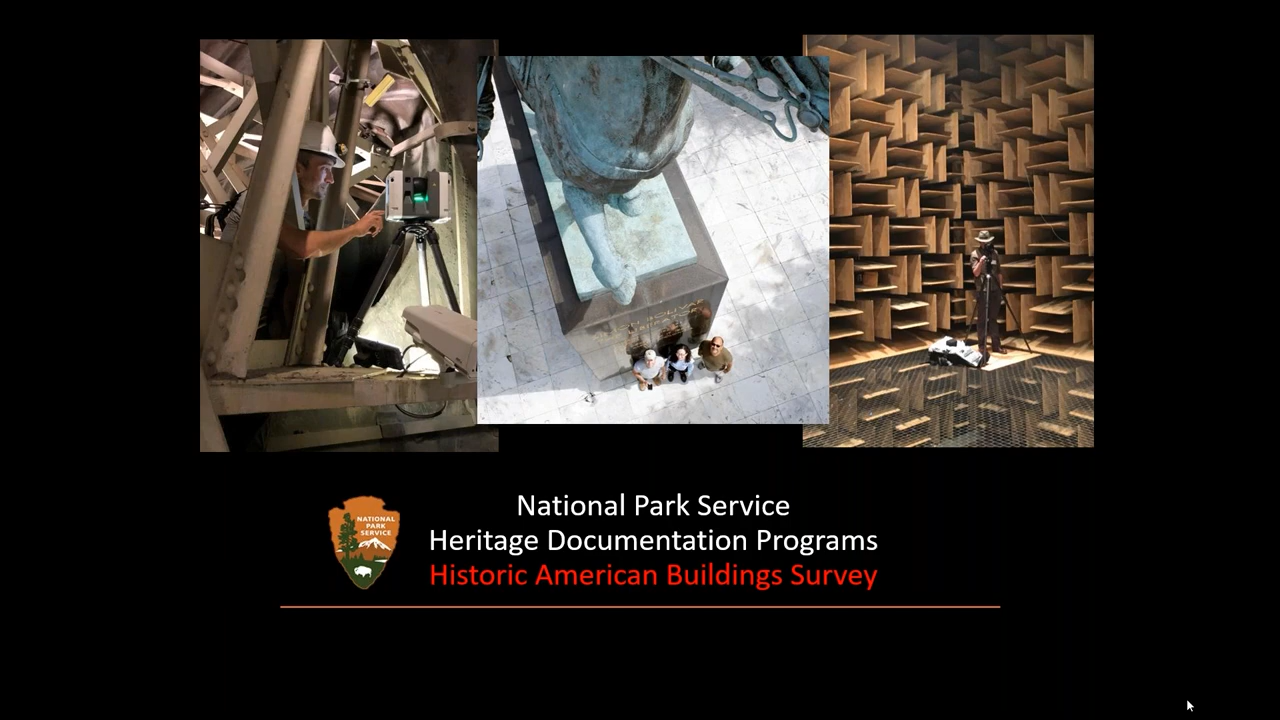 National Park Service
Heritage Documentation Programs
Historic American Buildings Survey
NATIONAL
PARK
SERVICE